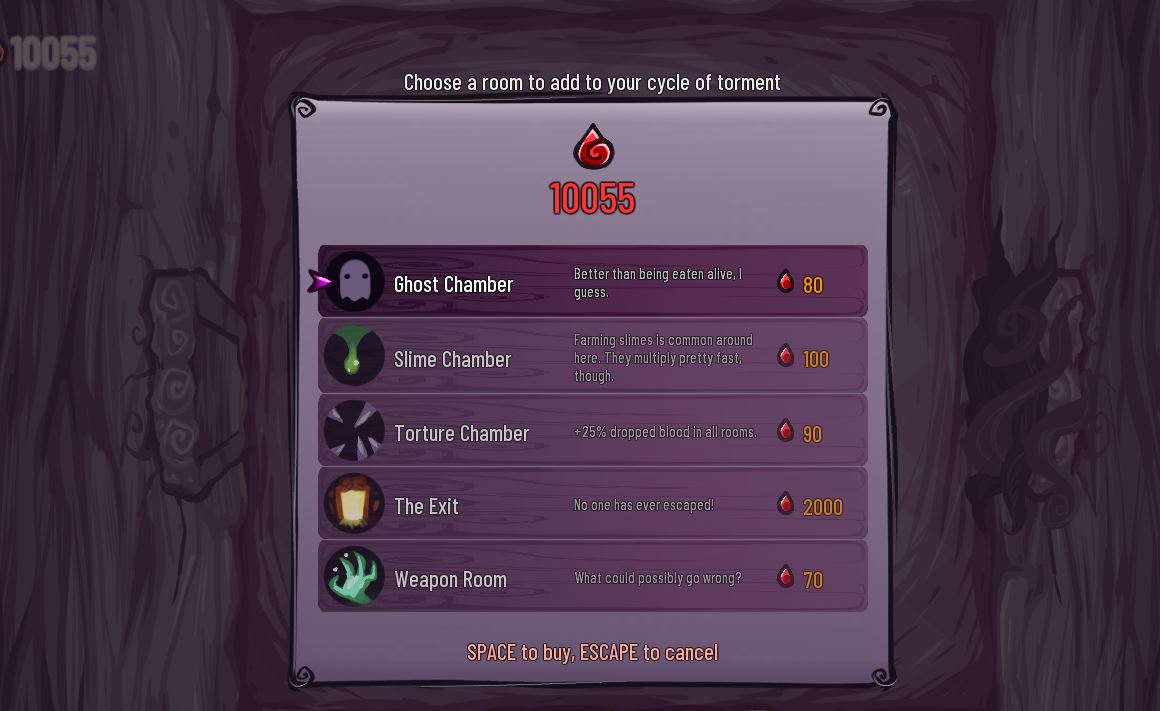 10055
Choose a room to add to your cycle of torment
10055
Ghost Chamber
Better than being eaten alive, I
guess.
80
Slime Chamber
Farming slimes is common around
here. They multiply pretty fast,
though.
100
Torture Chamber
+25% dropped blood in all rooms.
90
The Exit
No one has ever escaped!
2000
Weapon Room
What could possibly go wrong?
70
SPACE to buy, ESCAPE to cancel